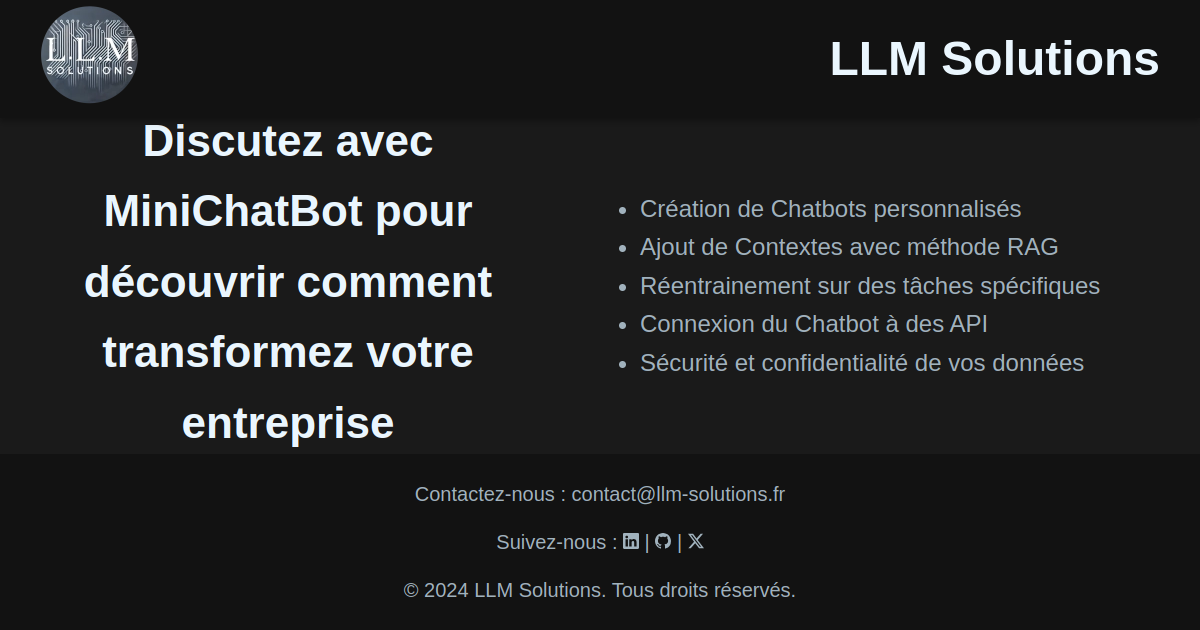 L.L.M
SOLUTIONS
LLM Solutions
Discutez avec
MiniChatBot pour
découvrir comment
transformez votre
entreprise
Création de Chatbots personnalisés
Ajout de Contextes avec méthode RAG
Réentrainement sur des tâches spécifiques
Connexion du Chatbot à des API
Sécurité et confidentialité de vos données
Contactez-nous : contact@llm-solutions.fr
Suivez-nous : in | | X
© 2024 LLM Solutions. Tous droits réservés.